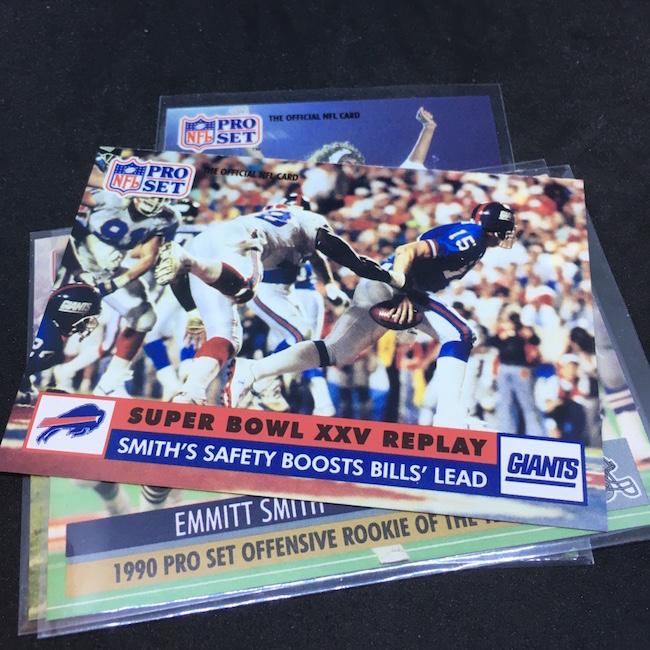 NFL PRO SET
THE OFFICIAL NFL CARD
NFL PRO SET
THE OFFICIAL NFL CARD
GIANTS
15
SUPER BOWL XXV REPLAY
SMITH'S SAFETY BOOSTS BILLS' LEAD
GIANTS
EMMITT SMITH
1990 PRO SET OFFENSIVE ROOKIE OF THE